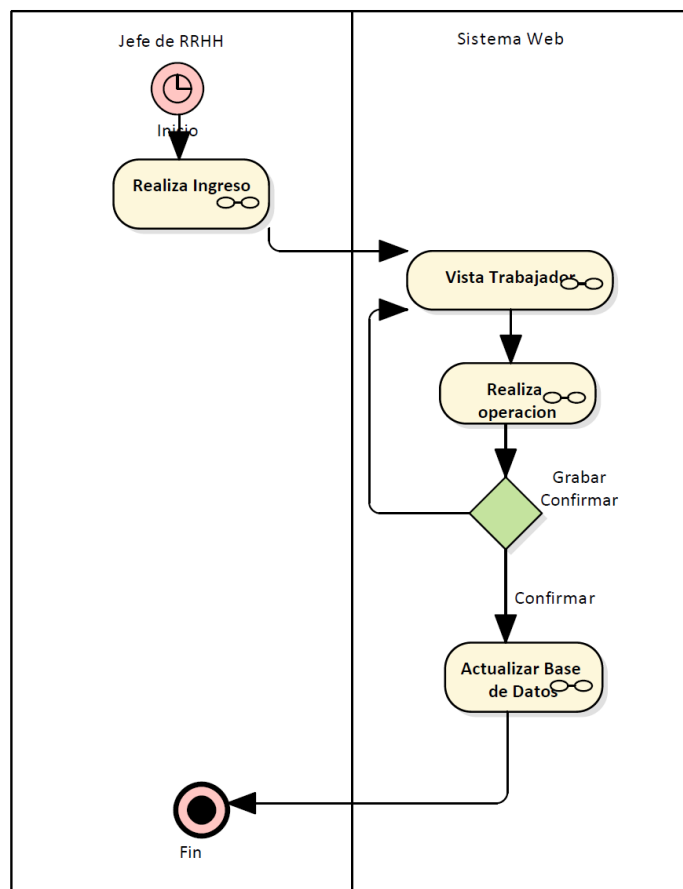 Jefe de RRHH
Sistema Web
Inicio
Realiza Ingreso
Vista Trabajador
Realiza
operacion
Grabar
Confirmar
Confirmar
Actualizar Base
de Datos
Fin